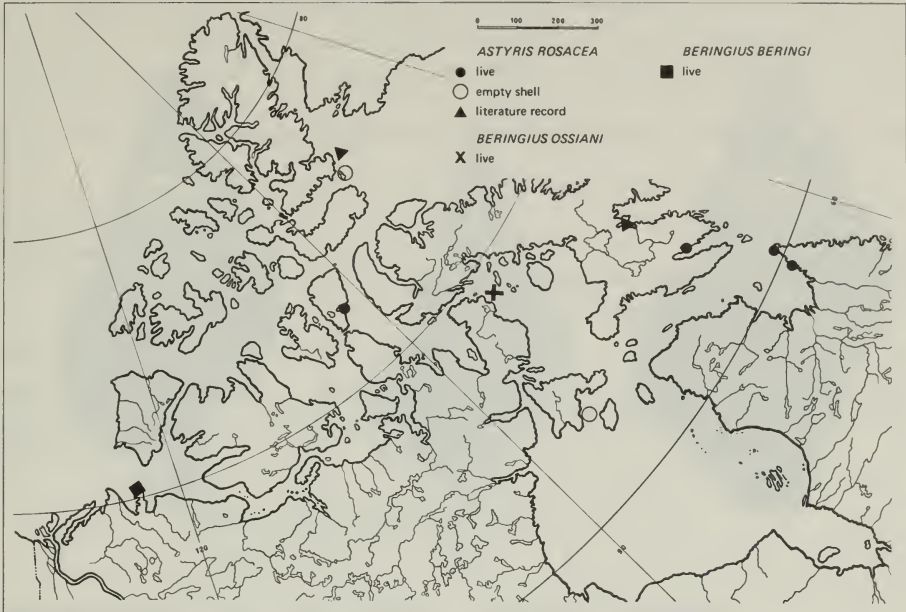 80
0 100 200 300
ASTYRIS ROSACEA
live
empty shell
literature record
BERINGIUS OSSIANI
X live
BERINGIUS BERINGI
live
60
120